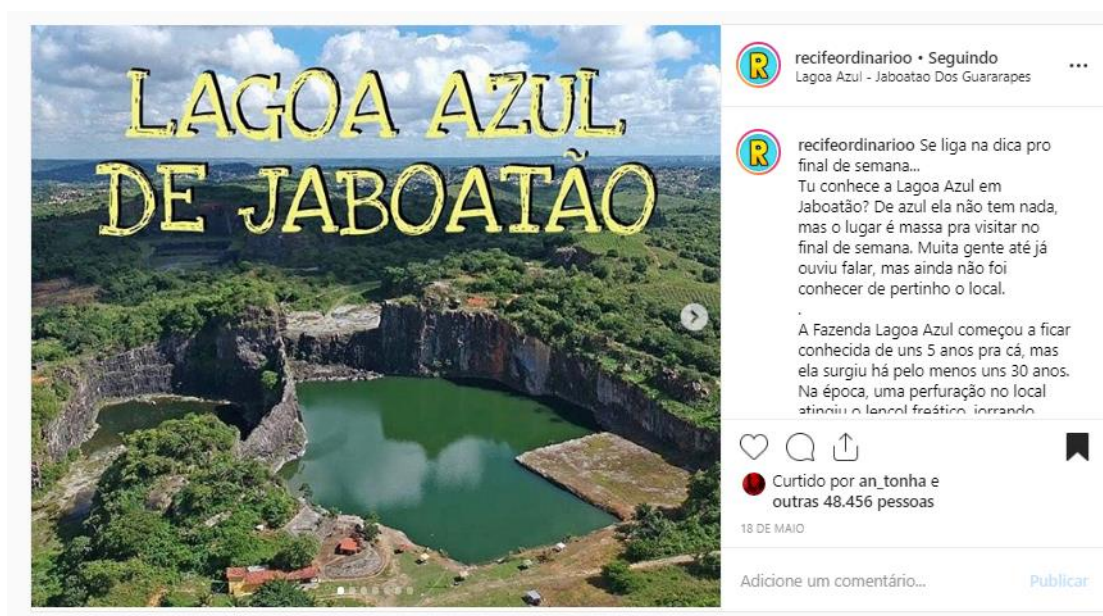 LAGOA AZUL
DE JABOATÃO
R
recifeordinarioo • Seguindo
Lagoa Azul - Jaboatao Dos Guararapes
R
recifeordinarioo Se liga na dica pro
final de semana...
Tu conhece a Lagoa Azul em
Jaboatão? De azul ela não tem nada,
mas o lugar é massa pra visitar no
final de semana. Muita gente até já
ouviu falar, mas ainda não foi
conhecer de pertinho o local.
.
A Fazenda Lagoa Azul começou a ficar
conhecida de uns 5 anos pra cá, mas
ela surgiu há pelo menos uns 30 anos.
Na época, uma perfuração no local
atingiu o lençol freático, jorrando
Curtido por an_tonha e
outras 48.456 pessoas
18 DE MAIO
Adicione um comentário...
Publicar